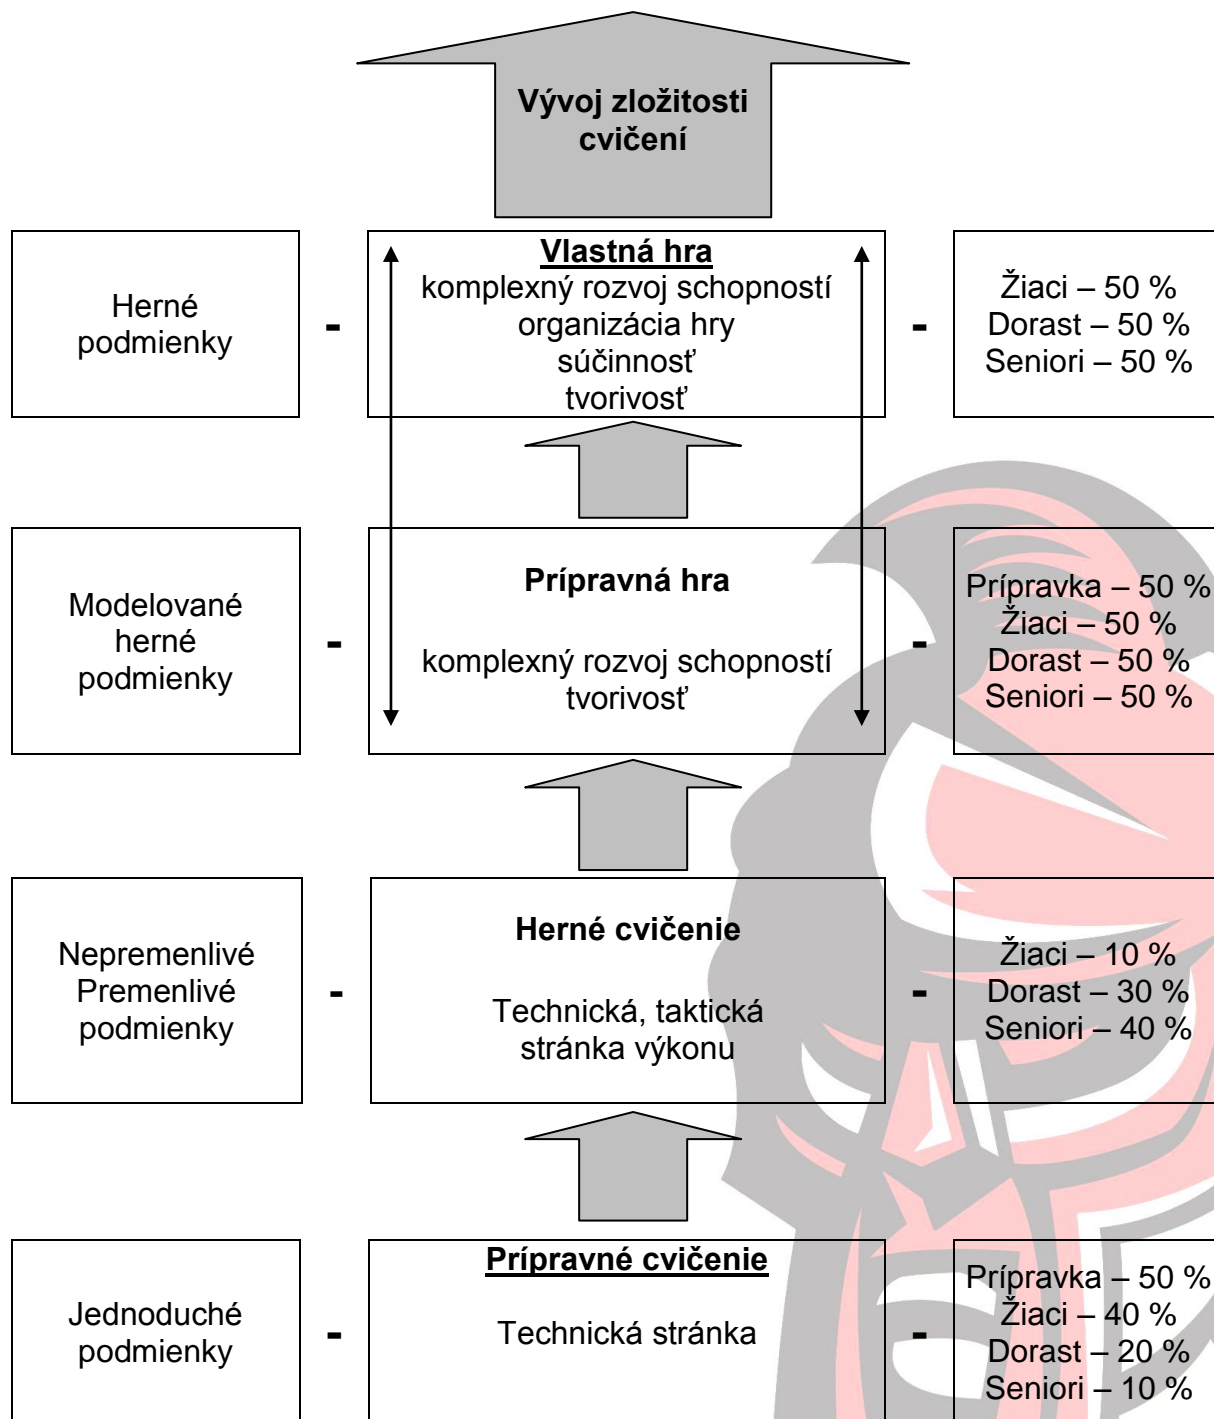 Vývoj zložitosti
cvičení
Herné
podmienky
-
Vlastná hra
komplexný rozvoj schopností
organizácia hry
súčinnosť
tvorivosť
-
Žiaci – 50 %
Dorast – 50 %
Seniori – 50 %
Modelované
herné
podmienky
-
Prípravná hra
komplexný rozvoj schopností
tvorivosť
-
Prípravka – 50 %
Žiaci – 50 %
Dorast – 50 %
Seniori – 50 %
Nepremenlivé
Premenlivé
podmienky
-
Herné cvičenie
Technická, taktická
stránka výkonu
-
Žiaci – 10 %
Dorast – 30 %
Seniori – 40 %
Jednoduché
podmienky
-
Prípravné cvičenie
Technická stránka
-
Prípravka – 50 %
Žiaci – 40 %
Dorast – 20 %
Seniori – 10 %